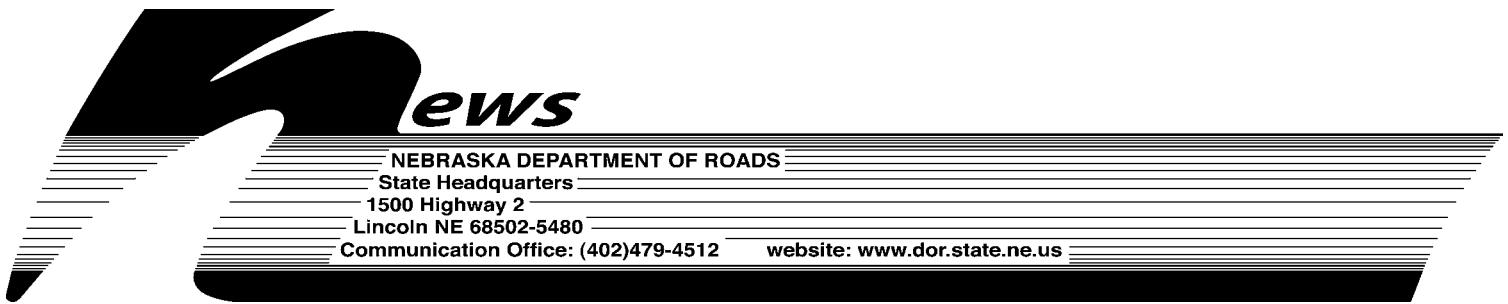 news
NEBRASKA DEPARTMENT OF ROADS
State Headquarters
1500 Highway 2
Lincoln NE 68502-5480
Communication Office: (402)479-4512 website: www.dor.state.ne.us